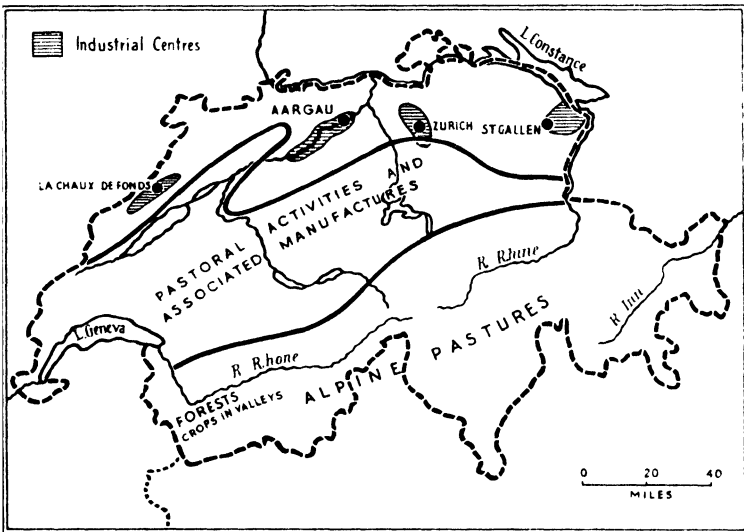 Industrial Centres
L. Constance
AARGAU
ZURICH
ST GALLEN
LA CHAUX DE FONDS
PASTORAL ACTIVITIES AND
ASSOCIATED MANUFACTURES
R. Rhine
R. Inn
L. Geneva
R. Rhone
ALPINE PASTURES
FORESTS
CROPS IN VALLEYS
0 20 40
MILES